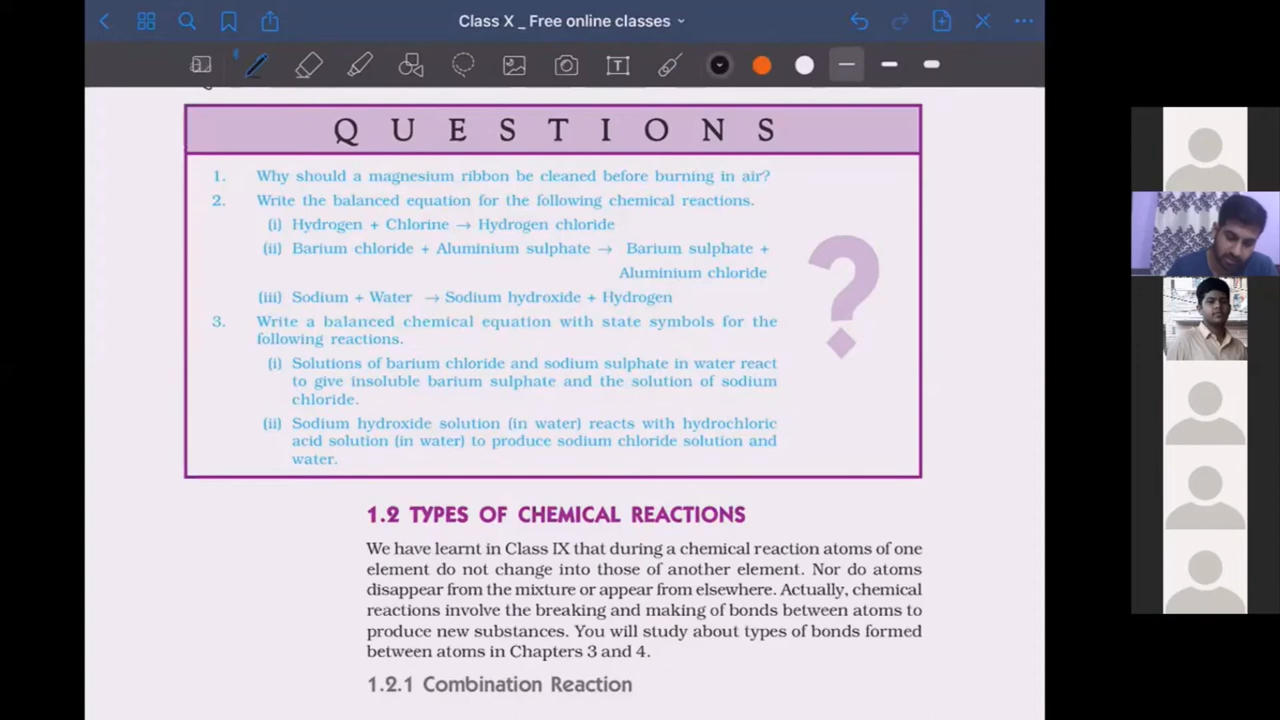 Class X _ Free online classes
T
QUESTIONS
1. Why should a magnesium ribbon be cleaned before burning in air?
2. Write the balanced equation for the following chemical reactions.
(i) Hydrogen + Chlorine → Hydrogen chloride
(ii) Barium chloride + Aluminium sulphate → Barium sulphate +
Aluminium chloride
(iii) Sodium + Water → Sodium hydroxide + Hydrogen
3. Write a balanced chemical equation with state symbols for the
following reactions.
(i) Solutions of barium chloride and sodium sulphate in water react
to give insoluble barium sulphate and the solution of sodium
chloride.
(ii) Sodium hydroxide solution (in water) reacts with hydrochloric
acid solution (in water) to produce sodium chloride solution and
water.
?
1.2 TYPES OF CHEMICAL REACTIONS
We have learnt in Class IX that during a chemical reaction atoms of one
element do not change into those of another element. Nor do atoms
disappear from the mixture or appear from elsewhere. Actually, chemical
reactions involve the breaking and making of bonds between atoms to
produce new substances. You will study about types of bonds formed
between atoms in Chapters 3 and 4.
1.2.1 Combination Reaction